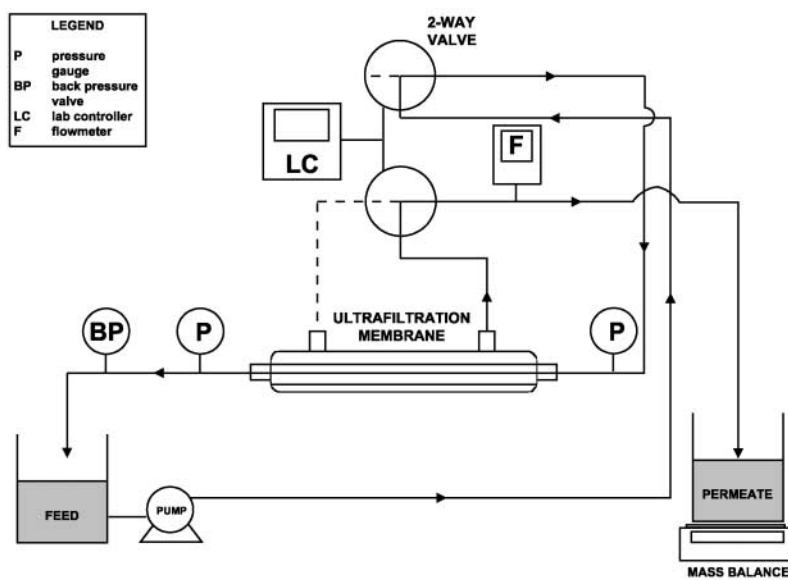 LEGEND
P pressure
gauge
BP back pressure
valve
LC lab controller
F flowmeter
2-WAY
VALVE
LC
F
ULTRAFILTRATION
MEMBRANE
BP
P
P
FEED
PUMP
PERMEATE
MASS BALANCE